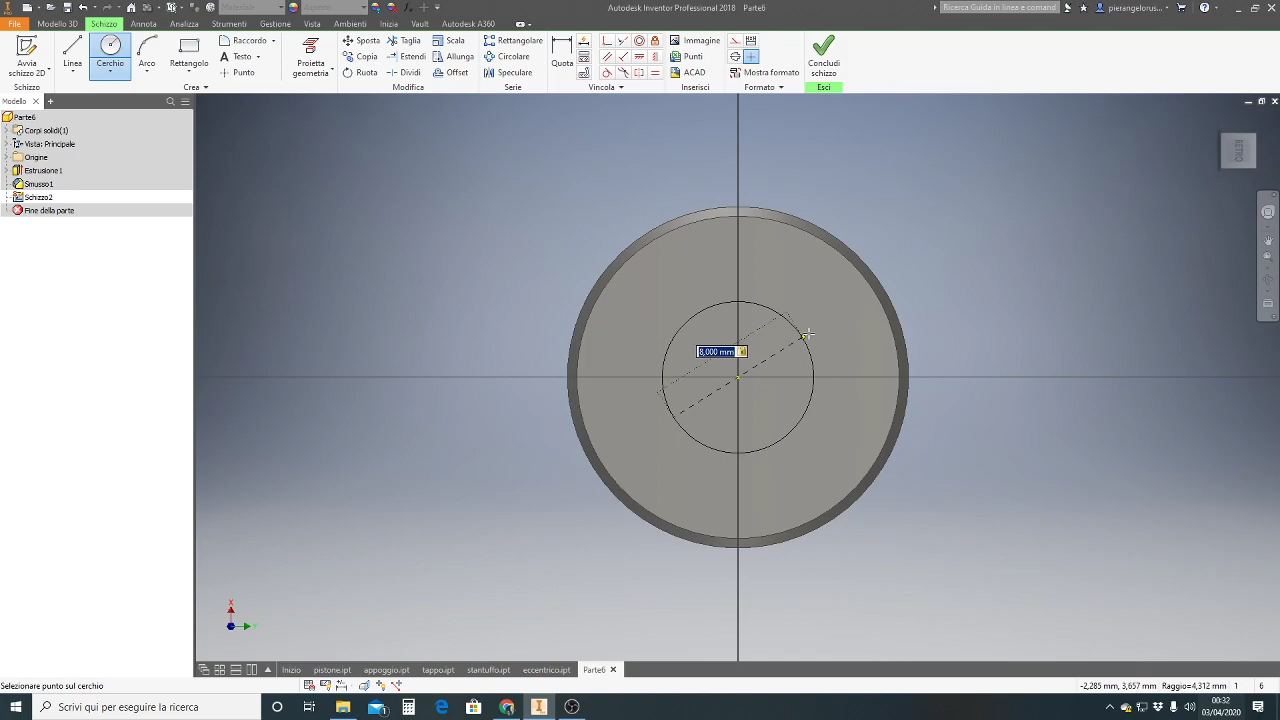 Materiale
Aspetto
Autodesk Inventor Professional 2018 Parte6
Ricerca Guida in linea e comand
pierangelorus...
File
Modello 3D
Schizzo
Annota
Ispeziona
Strumenti
Gestione
Vista
Ambienti
Inizia
Vault
Autodesk A360
Avvia
schizzo 2D
Linea
Cerchio
Arco
Rettangolo
Raccordo
Testo
Punto
Proietta
geometria
Sposta
Taglia
Scala
Copia
Estendi
Allunga
Ruota
Dividi
Offset
Rettangolare
Circolare
Speculare
Quota
Immagine
Punti
ACAD
Mostra formato
Concludi
schizzo
Schizzo
Crea
Modifica
Serie
Vincola
Inserisci
Formato
Esci
Modello
Parte6
Corpi solidi(1)
Vista: Principale
Origine
Estrusione1
Smusso1
Schizzo2
Fine della parte
RETRO
8,000 mm
X
Y
Inizio
pistone.ipt
appoggio.ipt
tappo.ipt
stantuffo.ipt
eccentrico.ipt
Parte6
Selezionare punto sul cerchio
-2,285 mm, 3,657 mm Raggio=4,312 mm 1 6
Scrivi qui per eseguire la ricerca
1
00:32
03/04/2020